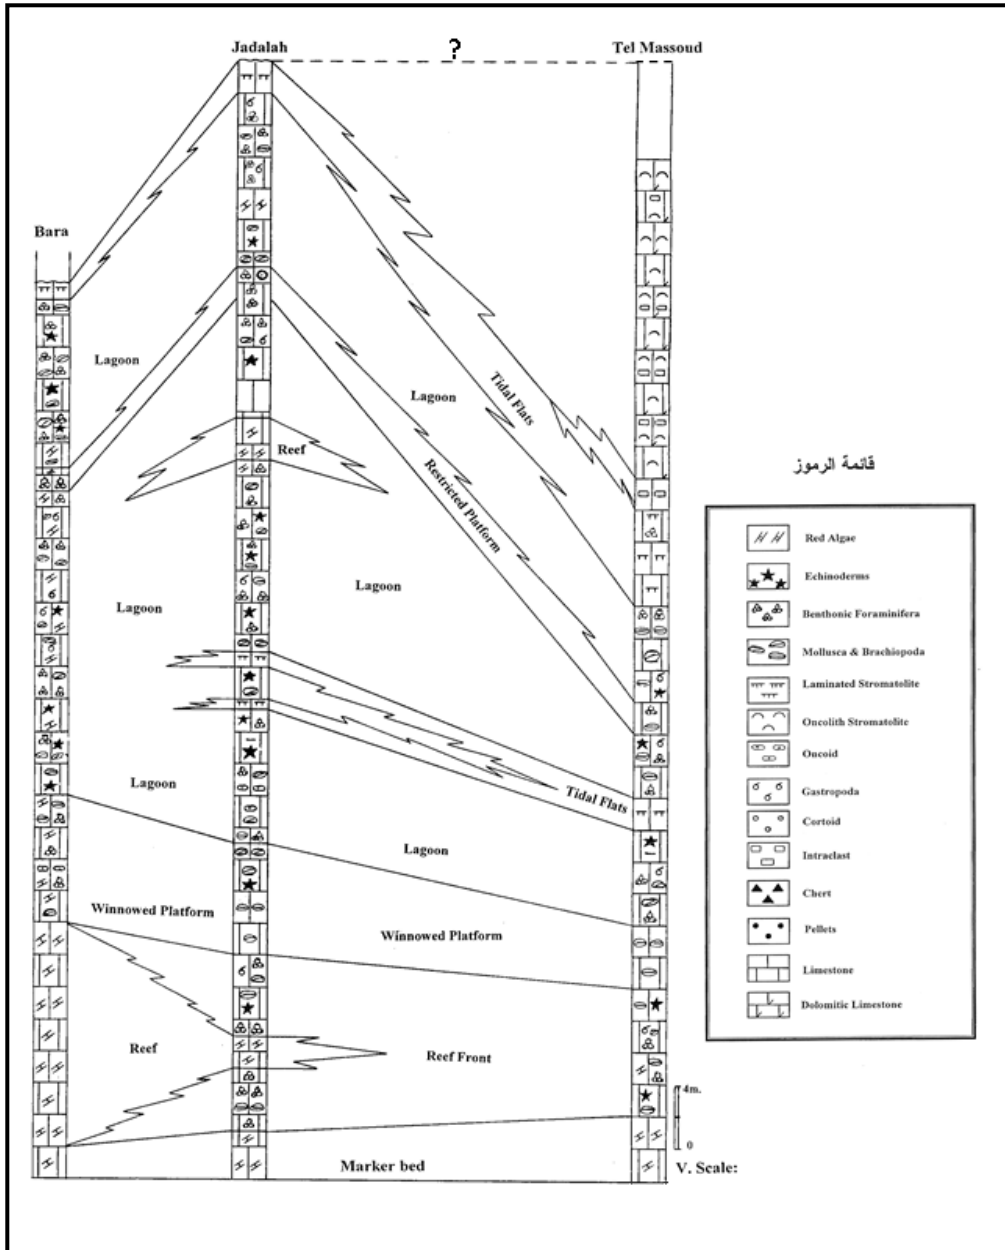 Jadalah
?
Tel Massoud
Bara
Lagoon
Lagoon
Tidal Flats
Reef
Restricted Platform
Lagoon
Lagoon
Lagoon
Tidal Flats
Lagoon
Winnowed Platform
Winnowed Platform
Reef
Reef Front
Marker bed
4m.
0
V. Scale:
قائمة الرموز
Red Algae
Echinoderms
Benthonic Foraminifera
Mollusca & Brachiopoda
Laminated Stromatolite
Oncolith Stromatolite
Oncoid
Gastropoda
Cortoid
Intraclast
Chert
Pellets
Limestone
Dolomitic Limestone